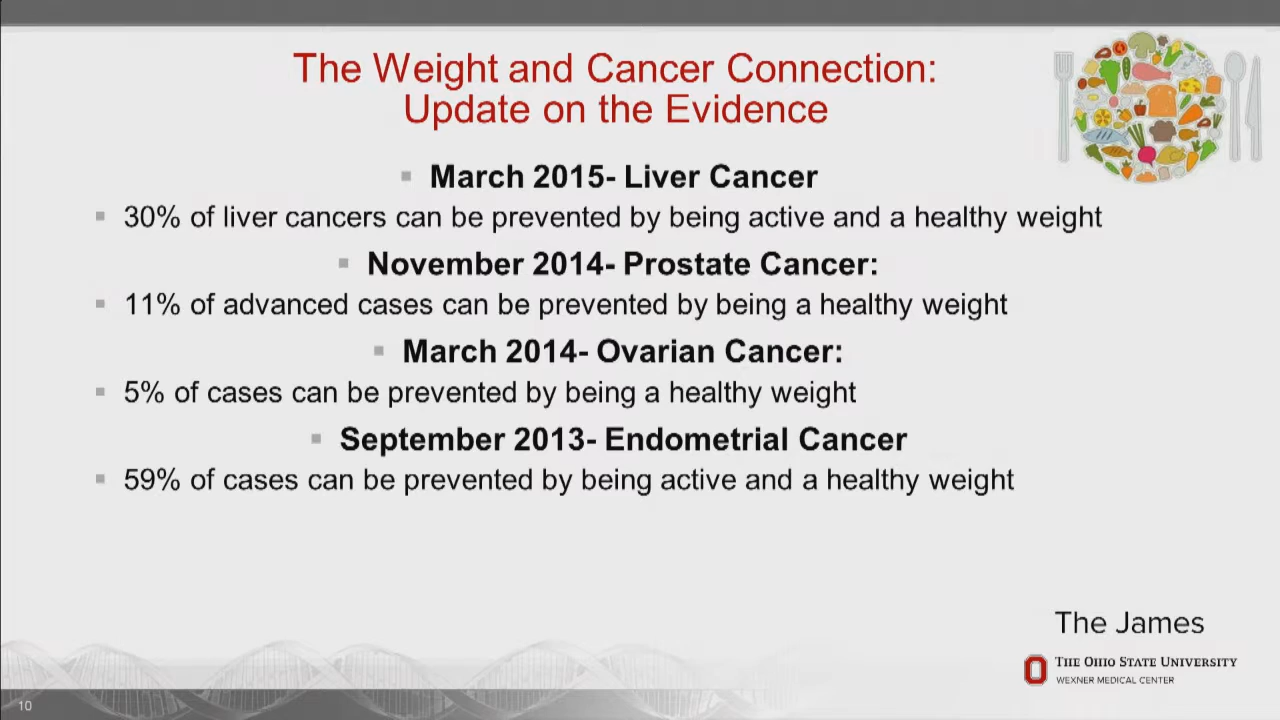 The Weight and Cancer Connection:
Update on the Evidence
March 2015- Liver Cancer
30% of liver cancers can be prevented by being active and a healthy weight
November 2014- Prostate Cancer:
11% of advanced cases can be prevented by being a healthy weight
March 2014- Ovarian Cancer:
5% of cases can be prevented by being a healthy weight
September 2013- Endometrial Cancer
59% of cases can be prevented by being active and a healthy weight
The James
THE OHIO STATE UNIVERSITY
WEXNER MEDICAL CENTER
10